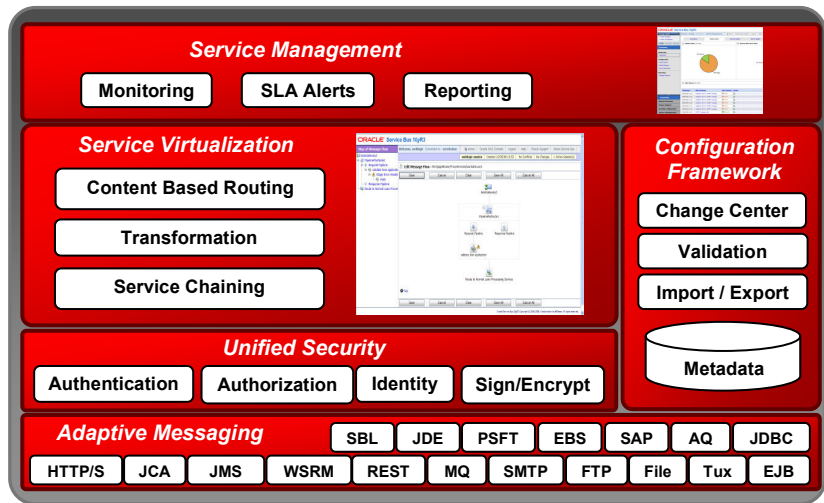 Service Management
Monitoring
SLA Alerts
Reporting
Service Virtualization
Content Based Routing
Transformation
Service Chaining
ORACLE Service Bus 10gR3
Configuration
Framework
Change Center
Validation
Import / Export
Metadata
Unified Security
Authentication
Authorization
Identity
Sign/Encrypt
Adaptive Messaging
SBL JDE PSFT EBS SAP AQ JDBC
HTTP/S JCA JMS WSRM REST MQ SMTP FTP File Tux EJB